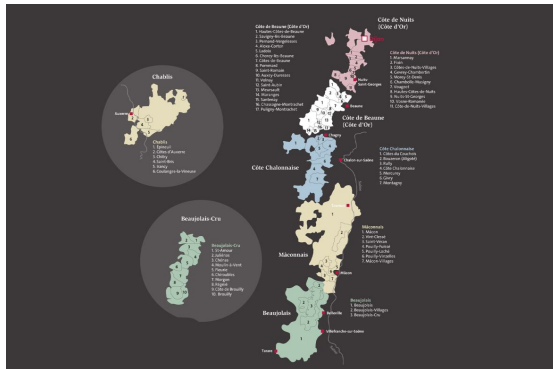 Côte de Beaune (Côte d'Or)
1. Hautes-Côtes-de-Beaune
2. Savigny-lès-Beaune
3. Pernand-Vergelesses
4. Aloxe-Corton
5. Ladoix
6. Chorey-lès-Beaune
7. Côtes de Beaune
8. Pommard
9. Saint-Romain
10. Auxey-Duresses
11. Volnay
12. Saint-Aubin
13. Meursault
14. Maranges
15. Santenay
16. Chassagne-Montrachet
17. Puligny-Montrachet
Côte de Nuits
(Côte d'Or)
Côte de Nuits (Côte d'Or)
1. Marsannay
2. Fixin
3. Côtes de Nuits-Villages
4. Gevrey-Chambertin
5. Morey-St-Denis
6. Chambolle-Musigny
7. Vougeot
8. Hautes-Côtes de Nuits
9. Nuits-St-Georges
10. Vosne-Romanée
11. Côte de Nuits-Villages
Nuits
Saint-Georges
Beaune
Côte de Beaune
(Côte d'Or)
Chablis
Auxerre
Chablis
1. Épineuil
2. Côtes d'Auxerre
3. Chitry
4. Saint-Bris
5. Irancy
6. Coulanges-la-Vineuse
Chagny
Chalon-sur-Saône
Côte Chalonnaise
Côte Chalonnaise
1. Côtes du Couchois
2. Bouzeron (Aligoté)
3. Rully
4. Côte Chalonnaise
5. Mercurey
6. Givry
7. Montagny
Mâconnais
1. Mâcon
2. Viré-Clessé
3. Saint-Véran
4. Pouilly-Fuissé
5. Pouilly-Loché
6. Pouilly-Vinzelles
7. Mâcon-Villages
Mâconnais
Mâcon
Beaujolais-Cru
Beaujolais-Cru
1. St-Amour
2. Juliénas
3. Chénas
4. Moulin-à-Vent
5. Fleurie
6. Chiroubles
7. Morgon
8. Régnié
9. Côte de Brouilly
10. Brouilly
Beaujolais
1. Beaujolais
2. Beaujolais-Villages
3. Beaujolais-Cru
Beaujolais
Belleville
Villefranche-sur-Saône
Tarare